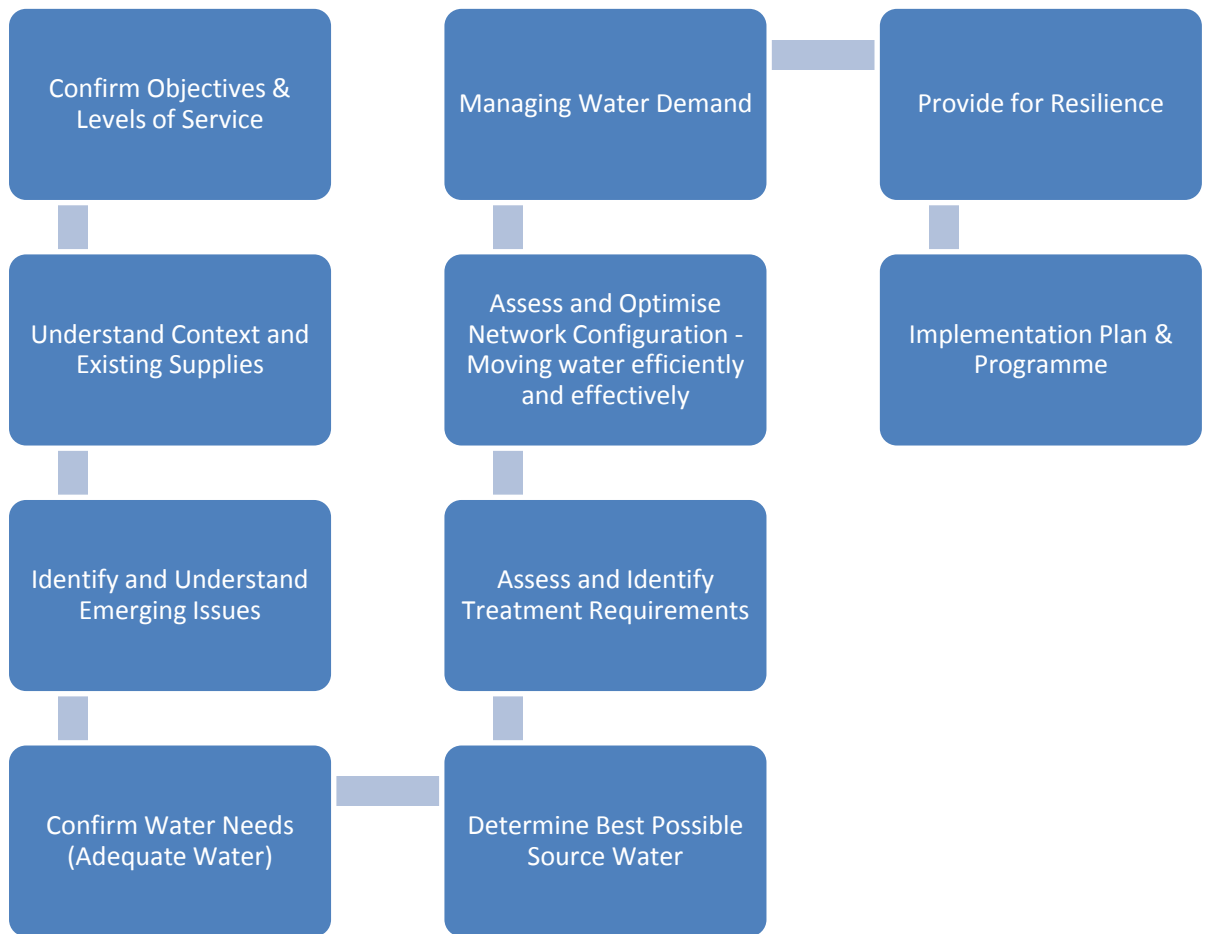 Confirm Objectives &
Levels of Service
Understand Context and
Existing Supplies
Identify and Understand
Emerging Issues
Confirm Water Needs
(Adequate Water)
Determine Best Possible
Source Water
Assess and Identify
Treatment Requirements
Assess and Optimise
Network Configuration -
Moving water efficiently
and effectively
Managing Water Demand
Provide for Resilience
Implementation Plan &
Programme